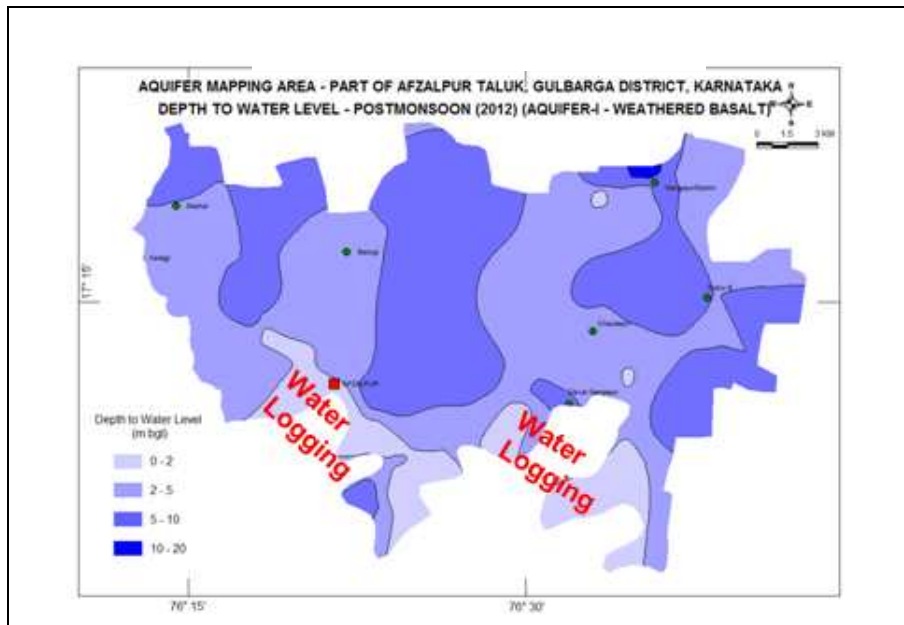 AQUIFER MAPPING AREA - PART OF AFZALPUR TALUK, GULBARGA DISTRICT, KARNATAKA
DEPTH TO WATER LEVEL - POSTMONSOON (2012) (AQUIFER-I - WEATHERED BASALT)
0 1.5 3 KM
17° 15'
AFZALPUR
Water
Logging
Water
Logging
Depth to Water Level
(m bgl)
0 - 2
2 - 5
5 - 10
10 - 20
76° 15'
76° 30'